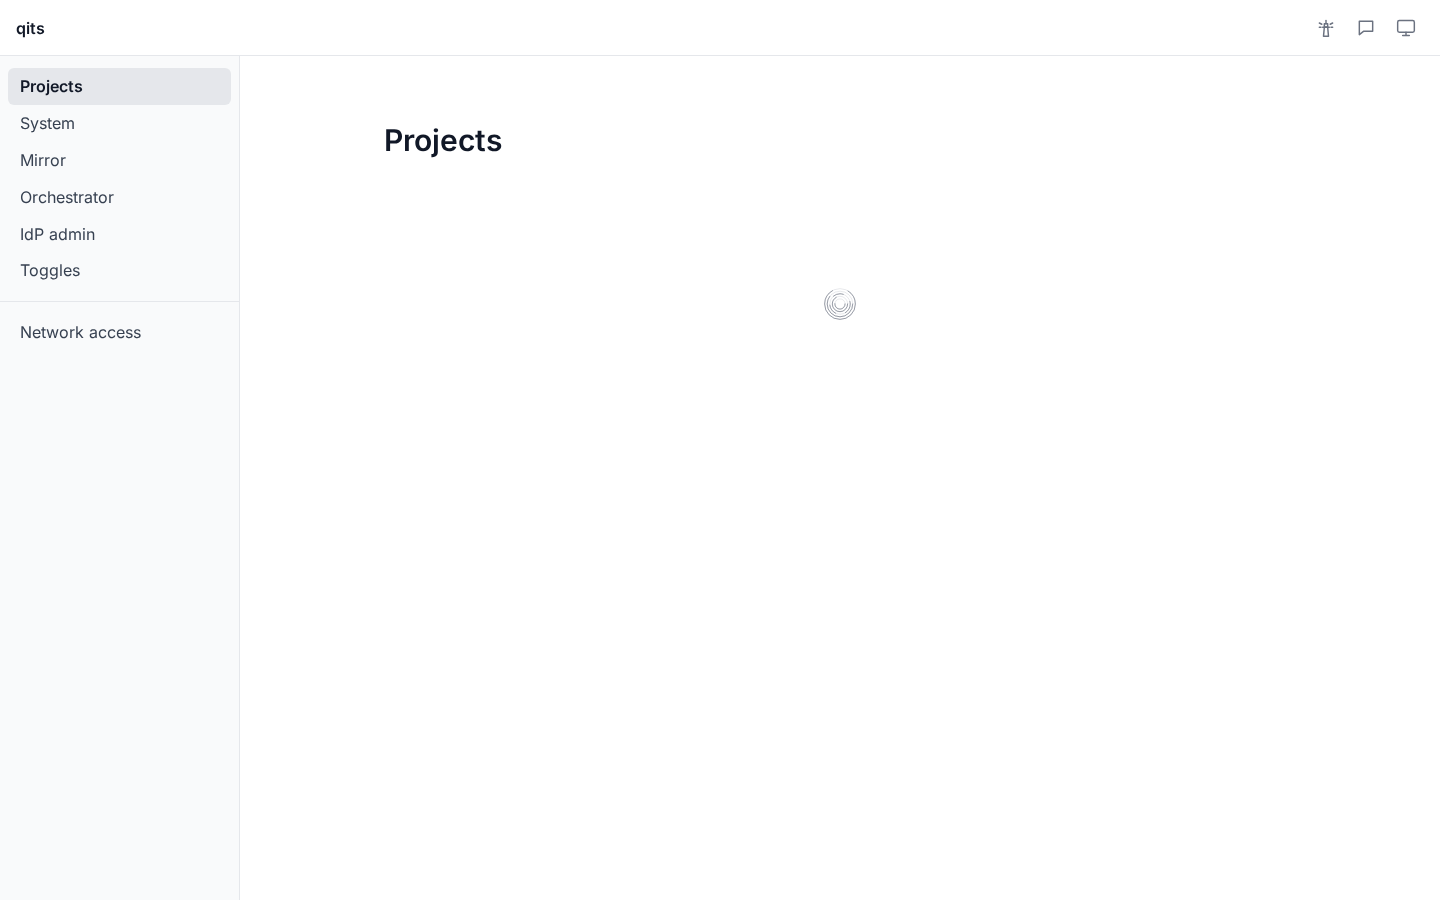 qits
Projects
System
Mirror
Orchestrator
IdP admin
Toggles
Network access
Projects